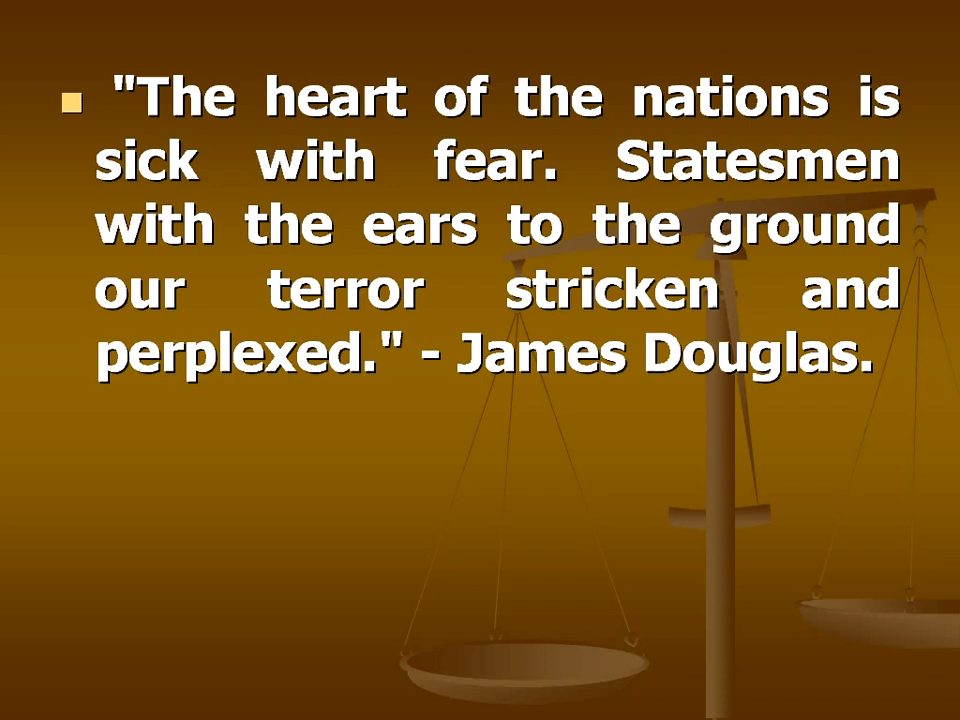 "The heart of the nations is
sick with fear. Statesmen
with the ears to the ground
our terror stricken and
perplexed." - James Douglas.